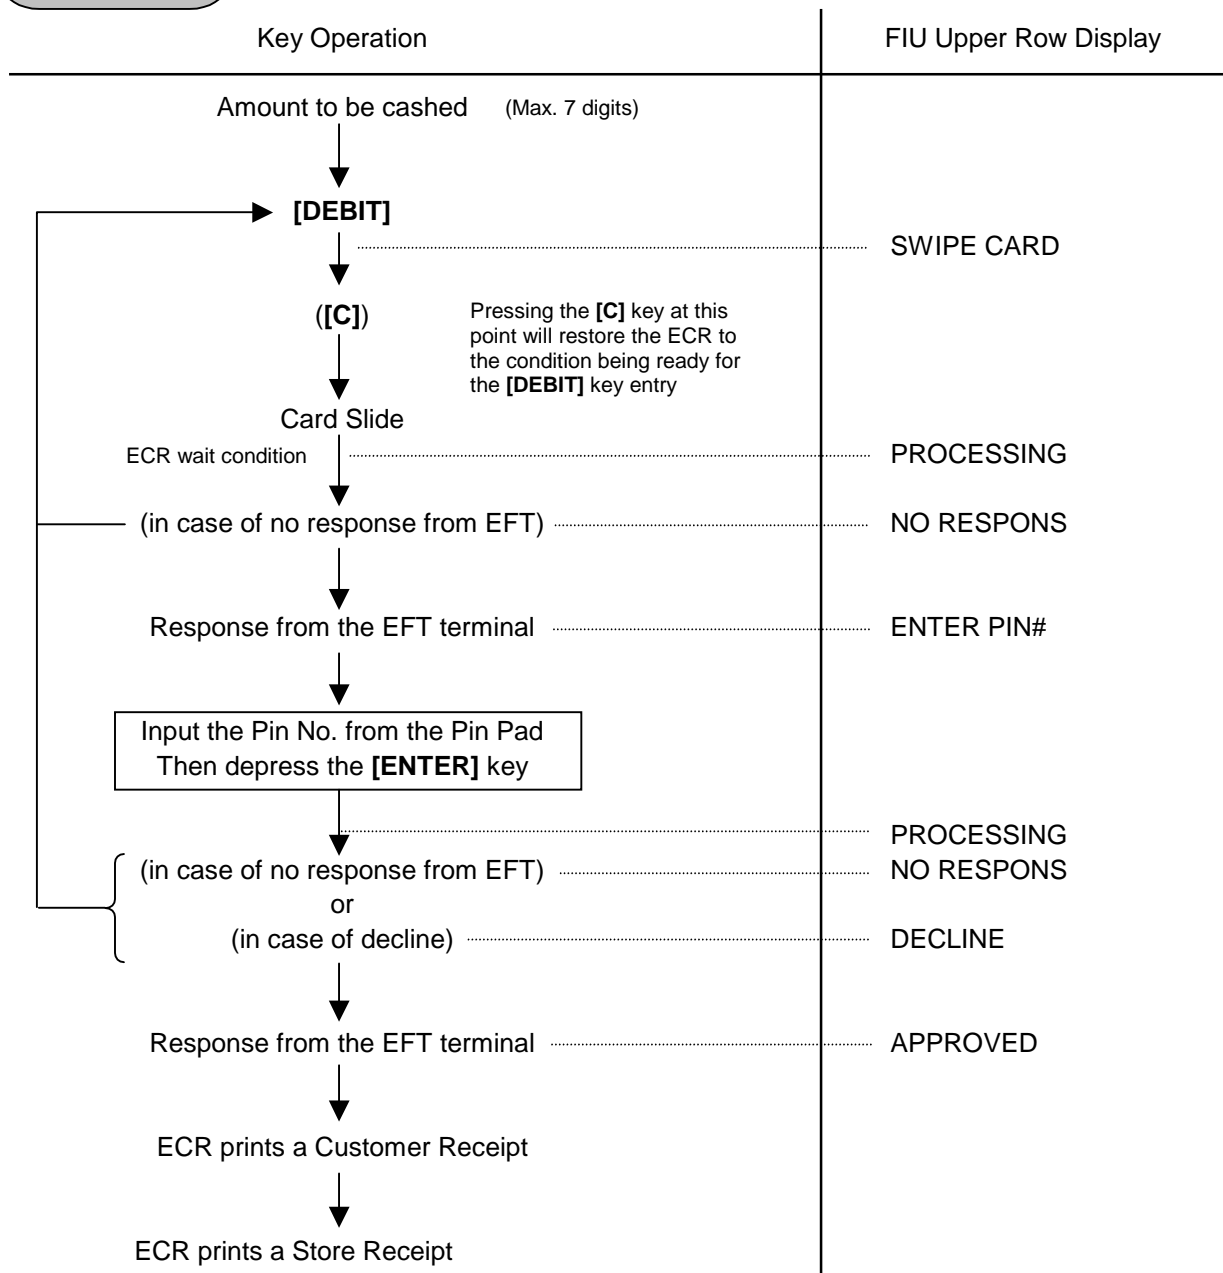 Key Operation
FIU Upper Row Display
Amount to be cashed (Max. 7 digits)
[DEBIT]
SWIPE CARD
([C])
Pressing the [C] key at this
point will restore the ECR to
the condition being ready for
the [DEBIT] key entry
Card Slide
ECR wait condition
PROCESSING
(in case of no response from EFT)
NO RESPONS
Response from the EFT terminal
ENTER PIN#
Input the Pin No. from the Pin Pad
Then depress the [ENTER] key
PROCESSING
(in case of no response from EFT)
NO RESPONS
or
(in case of decline)
DECLINE
Response from the EFT terminal
APPROVED
ECR prints a Customer Receipt
ECR prints a Store Receipt